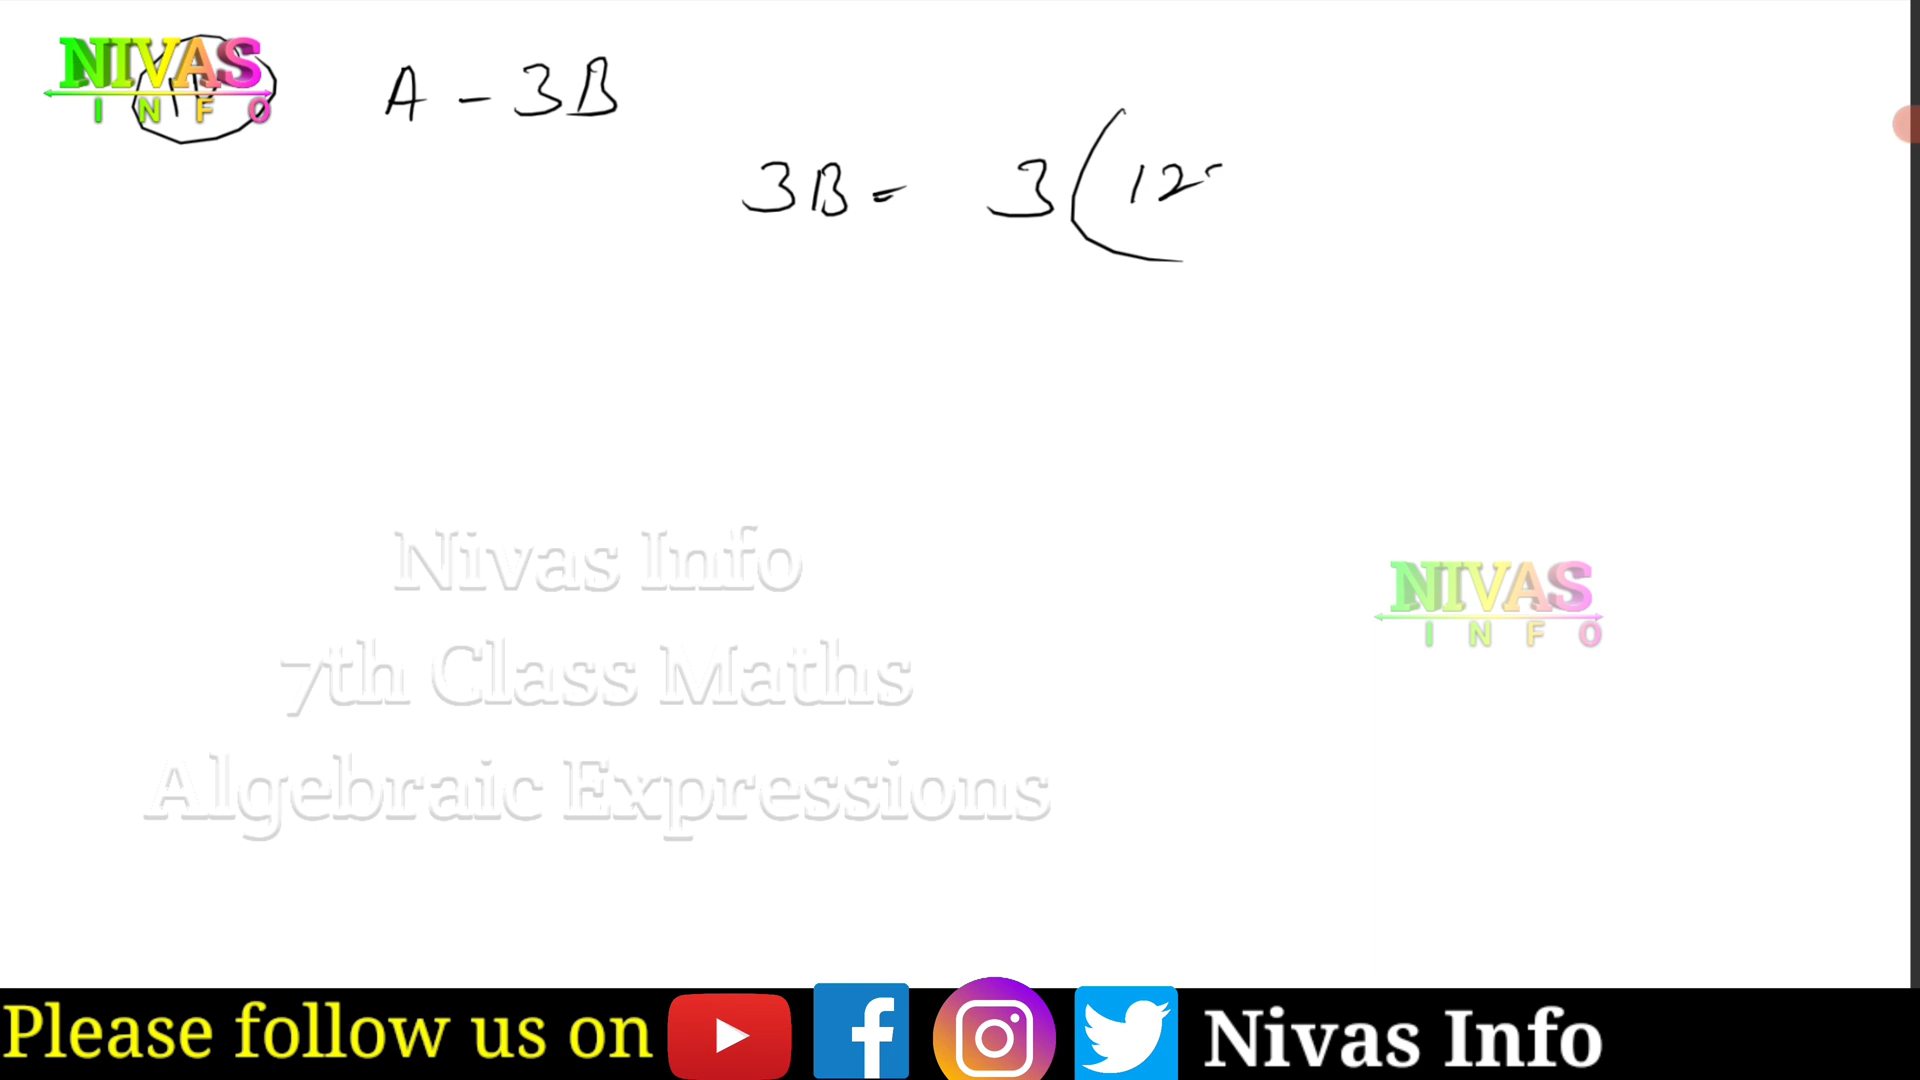 NIVAS
INFO
A - 3B
3B = 3(12
Nivas Info
7th Class Maths
Algebraic Expressions
NIVAS
INFO
Please follow us on Nivas Info